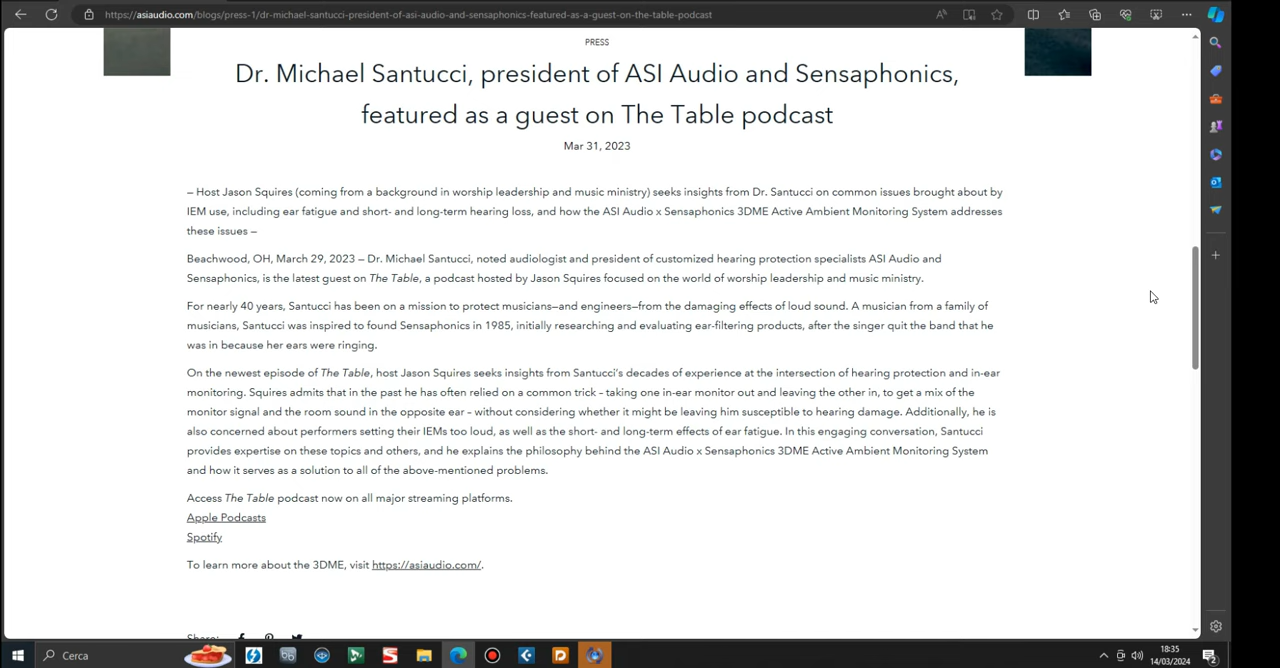 https://asiaudio.com/blogs/press-1/dr-michael-santucci-president-of-asi-audio-and-sensaphonics-featured-as-a-guest-on-the-table-podcast
PRESS
Dr. Michael Santucci, president of ASI Audio and Sensaphonics,
featured as a guest on The Table podcast
Mar 31, 2023
– Host Jason Squires (coming from a background in worship leadership and music ministry) seeks insights from Dr. Santucci on common issues brought about by
IEM use, including ear fatigue and short- and long-term hearing loss, and how the ASI Audio x Sensaphonics 3DME Active Ambient Monitoring System addresses
these issues –
Beachwood, OH, March 29, 2023 – Dr. Michael Santucci, noted audiologist and president of customized hearing protection specialists ASI Audio and
Sensaphonics, is the latest guest on The Table, a podcast hosted by Jason Squires focused on the world of worship leadership and music ministry.
For nearly 40 years, Santucci has been on a mission to protect musicians—and engineers—from the damaging effects of loud sound. A musician from a family of
musicians, Santucci was inspired to found Sensaphonics in 1985, initially researching and evaluating ear-filtering products, after the singer quit the band that he
was in because her ears were ringing.
On the newest episode of The Table, host Jason Squires seeks insights from Santucci's decades of experience at the intersection of hearing protection and in-ear
monitoring. Squires admits that in the past he has often relied on a common trick – taking one in-ear monitor out and leaving the other in, to get a mix of the
monitor signal and the room sound in the opposite ear – without considering whether it might be leaving him susceptible to hearing damage. Additionally, he is
also concerned about performers setting their IEMs too loud, as well as the short- and long-term effects of ear fatigue. In this engaging conversation, Santucci
provides expertise on these topics and others, and he explains the philosophy behind the ASI Audio x Sensaphonics 3DME Active Ambient Monitoring System
and how it serves as a solution to all of the above-mentioned problems.
Access The Table podcast now on all major streaming platforms.
Apple Podcasts
Spotify
To learn more about the 3DME, visit https://asiaudio.com/.
Share:
Cerca
18:35
14/03/2024